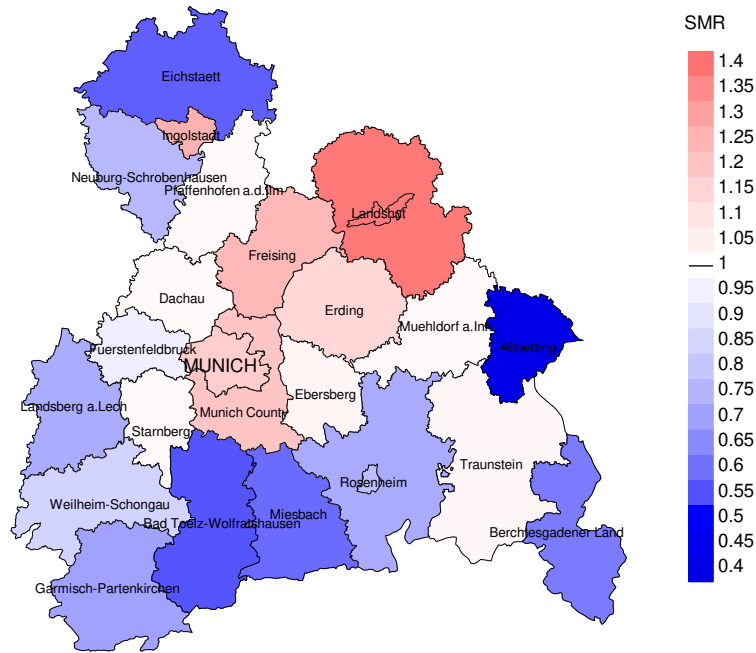 SMR
Eichstaett
Ingolstadt
Neuburg-Schrobenhausen
Pfaffenhofen a.d.Ilm
Landshut
Freising
Dachau
Erding
Muehldorf a.Inn
Altoetting
Fuerstenfeldbruck
MUNICH
Landsberg a.Lech
Munich County
Ebersberg
Starnberg
Traunstein
Rosenheim
Weilheim-Schongau
Bad Toelz-Wolfratshausen
Miesbach
Berchtesgadener Land
Garmisch-Partenkirchen
1.4
1.35
1.3
1.25
1.2
1.15
1.1
1.05
1
0.95
0.9
0.85
0.8
0.75
0.7
0.65
0.6
0.55
0.5
0.45
0.4